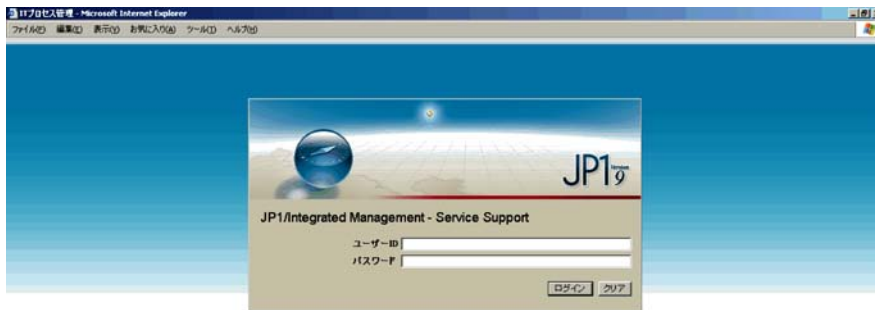 ITプロセス管理 - Microsoft Internet Explorer
ファイル(F) 編集(E) 表示(V) お気に入り(A) ツール(T) ヘルプ(H)
JP1 Version 9
JP1/Integrated Management - Service Support
ユーザーID
パスワード
ログイン クリア